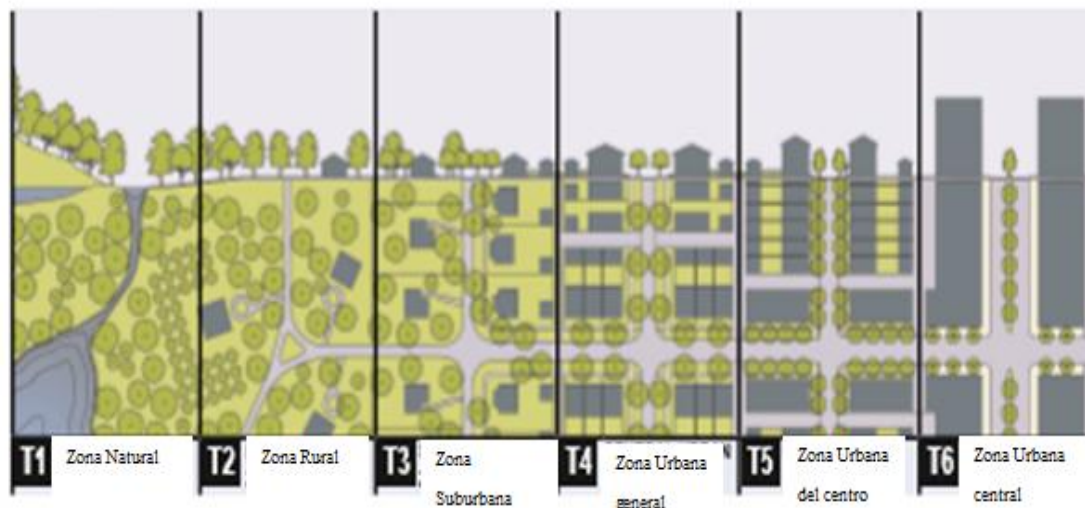 T1 Zona Natural
T2 Zona Rural
T3 Zona
Suburbana
T4 Zona Urbana
general
T5 Zona Urbana
del centro
T6 Zona Urbana
central